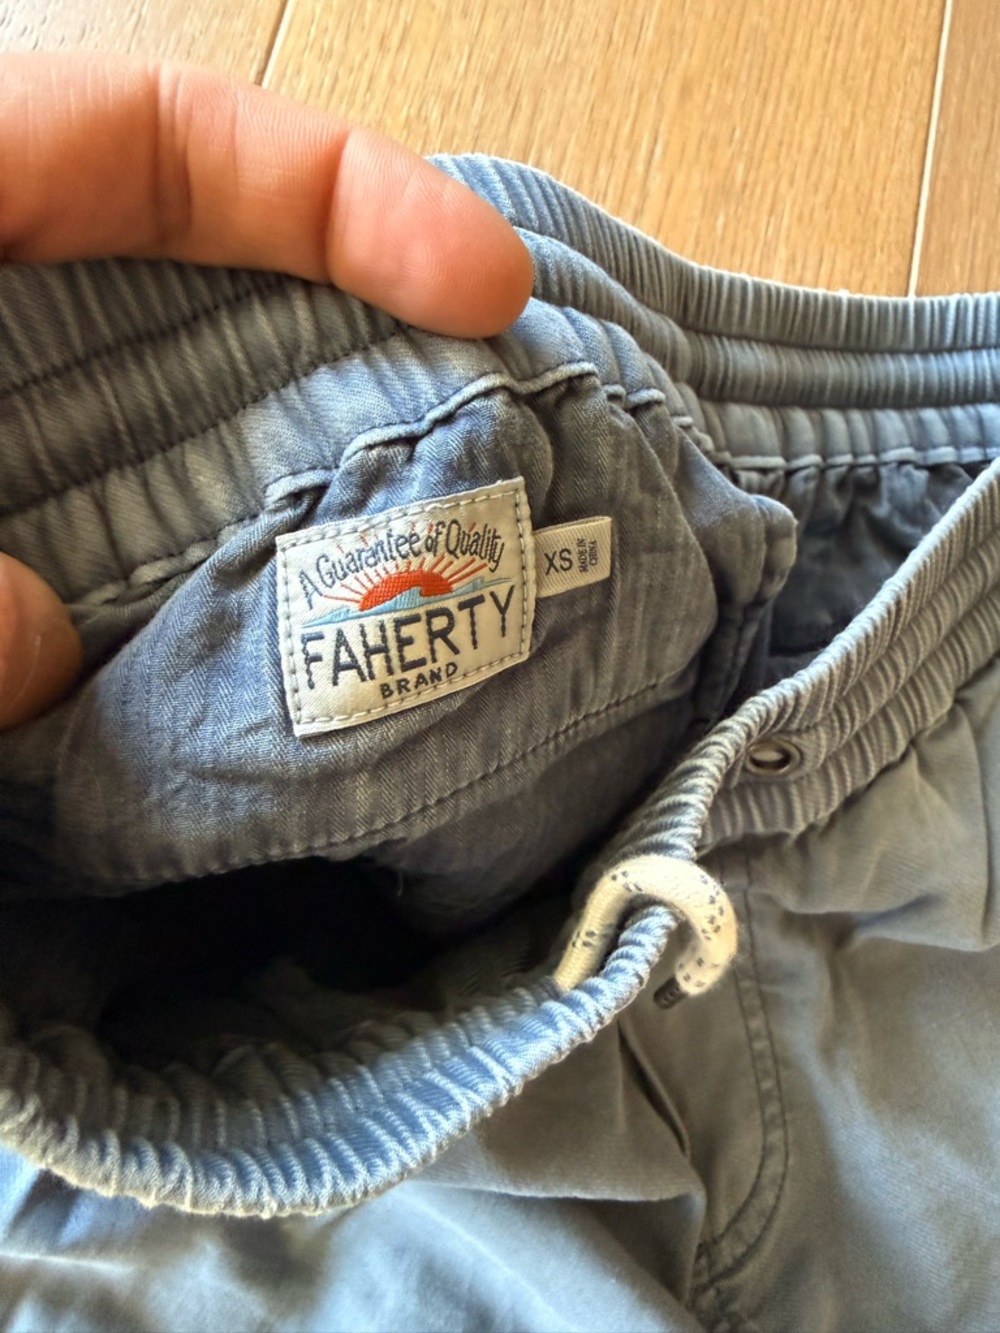 A Guarantee of Quality
FAHERTY
BRAND
XS
MADE IN
CHINA